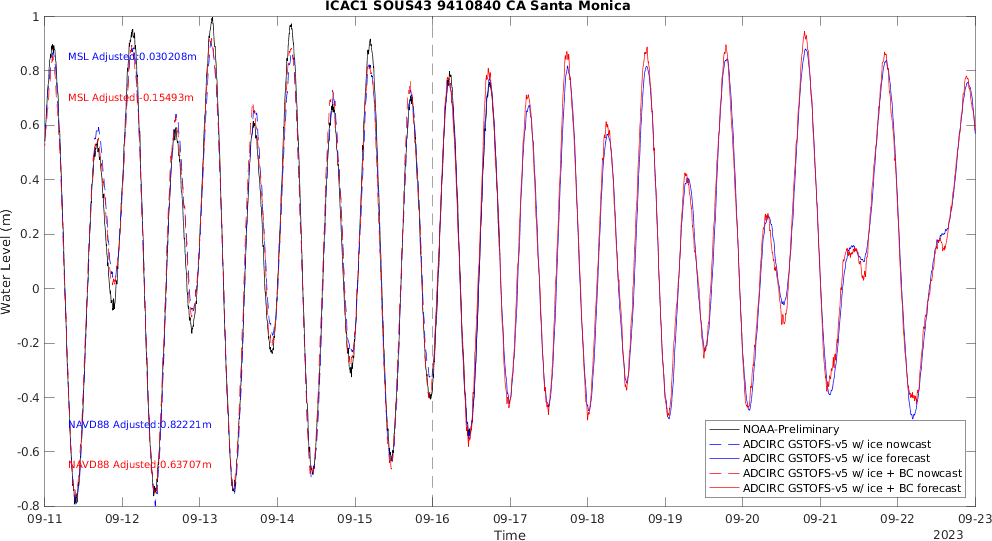 ICAC1 SOUS43 9410840 CA Santa Monica
1
0.8
0.6
0.4
0.2
0
-0.2
-0.4
-0.6
-0.8
Water Level (m)
MSL Adjusted:0.030208m
MSL Adjusted:-0.15493m
NAVD88 Adjusted:0.82221m
NAVD88 Adjusted:0.63707m
NOAA-Preliminary
ADCIRC GSTOFS-v5 w/ ice nowcast
ADCIRC GSTOFS-v5 w/ ice forecast
ADCIRC GSTOFS-v5 w/ ice + BC nowcast
ADCIRC GSTOFS-v5 w/ ice + BC forecast
09-11 09-12 09-13 09-14 09-15 09-16 09-17 09-18 09-19 09-20 09-21 09-22 09-23
Time
2023